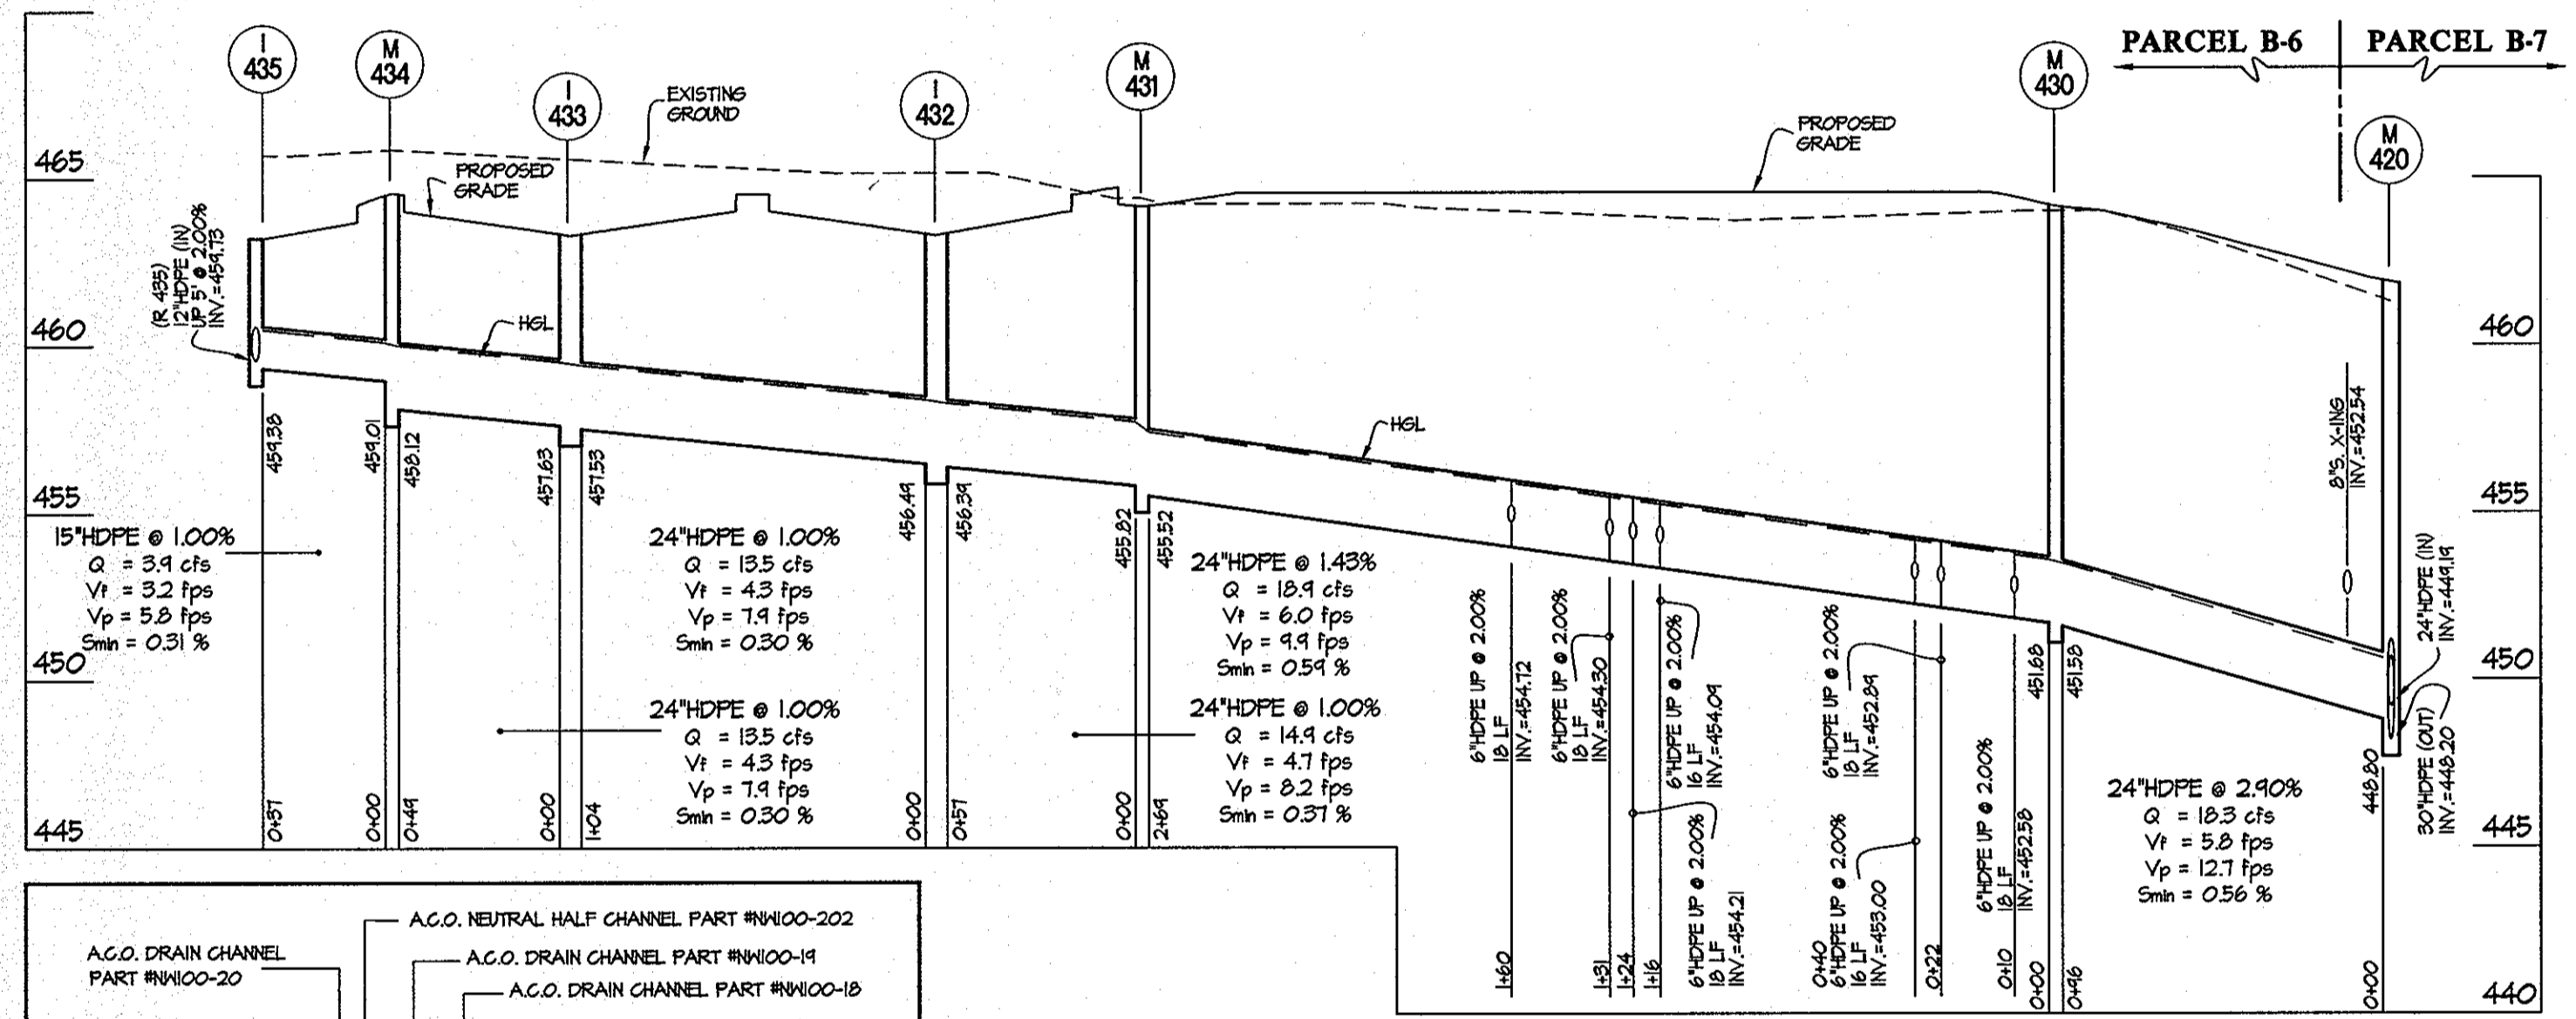 I
435
M
434
I
433
I
432
M
431
M
430
M
420
PARCEL B-6
PARCEL B-7
EXISTING
GROUND
PROPOSED
GRADE
PROPOSED
GRADE
465
460
455
450
445
460
455
450
445
440
(R 435)
12"HDPE (IN)
UP 5' @ 2.00%
INV.=459.73
HGL
HGL
459.38
459.01
458.12
457.63
457.53
456.49
456.39
455.82
455.52
451.68
451.58
448.80
15"HDPE @ 1.00%
Q = 3.9 cfs
Vf = 3.2 fps
Vp = 5.8 fps
Smin = 0.31 %
24"HDPE @ 1.00%
Q = 13.5 cfs
Vf = 4.3 fps
Vp = 7.9 fps
Smin = 0.30 %
24"HDPE @ 1.00%
Q = 13.5 cfs
Vf = 4.3 fps
Vp = 7.9 fps
Smin = 0.30 %
24"HDPE @ 1.43%
Q = 18.9 cfs
Vf = 6.0 fps
Vp = 9.9 fps
Smin = 0.59 %
24"HDPE @ 1.00%
Q = 14.9 cfs
Vf = 4.7 fps
Vp = 8.2 fps
Smin = 0.37 %
6"HDPE UP @ 2.00%
18 LF
INV.=454.72
6"HDPE UP @ 2.00%
18 LF
INV.=454.30
6"HDPE UP @ 2.00%
16 LF
INV.=454.09
6"HDPE UP @ 2.00%
18 LF
INV.=454.21
6"HDPE UP @ 2.00%
18 LF
INV.=452.89
6"HDPE UP @ 2.00%
16 LF
INV.=453.00
6"HDPE UP @ 2.00%
18 LF
INV.=452.58
24"HDPE @ 2.90%
Q = 18.3 cfs
Vf = 5.8 fps
Vp = 12.7 fps
Smin = 0.56 %
8"S. X-ING
INV.=452.54
24"HDPE (IN)
INV.=449.19
30"HDPE (OUT)
INV.=448.20
0+37
0+00
0+49
0+00
1+04
0+00
0+57
0+00
2+69
1+60
1+31
1+24
1+16
0+40
0+22
0+10
0+00
0+96
0+00
A.C.O. NEUTRAL HALF CHANNEL PART #NW100-202
A.C.O. DRAIN CHANNEL
PART #NW100-20
A.C.O. DRAIN CHANNEL PART #NW100-19
A.C.O. DRAIN CHANNEL PART #NW100-18